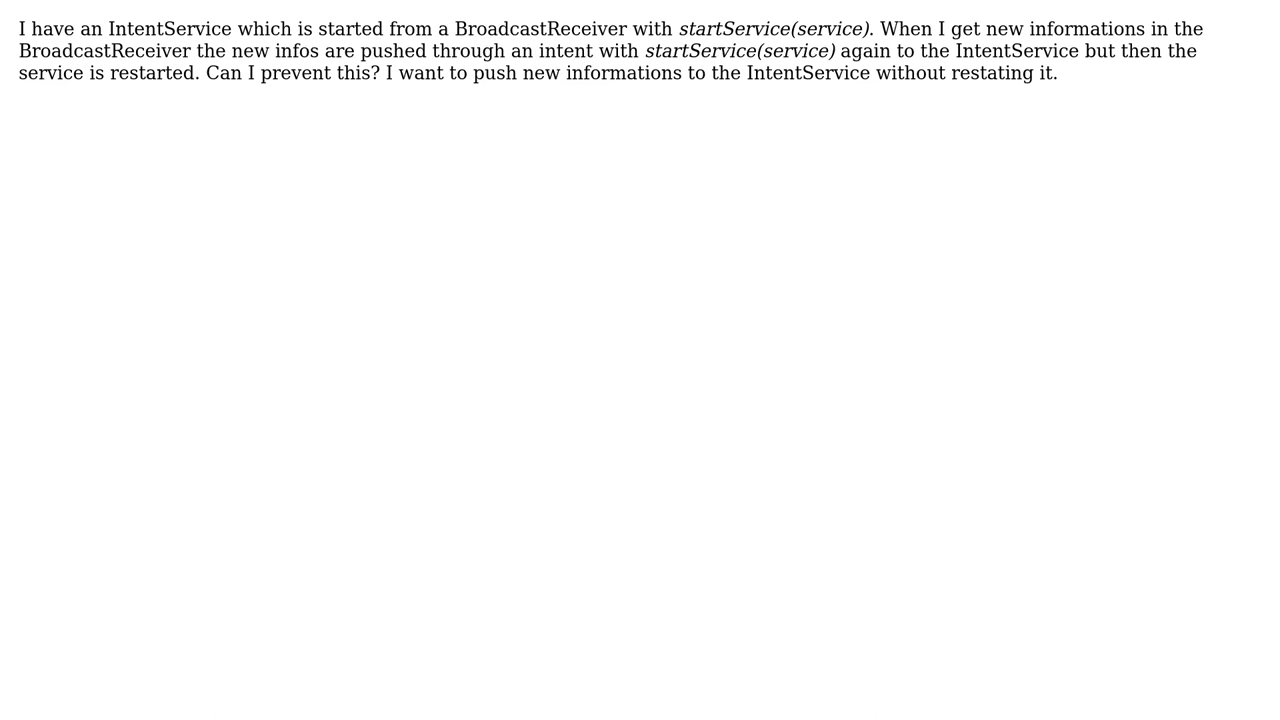 I have an IntentService which is started from a BroadcastReceiver with startService(service). When I get new informations in the
BroadcastReceiver the new infos are pushed through an intent with startService(service) again to the IntentService but then the
service is restarted. Can I prevent this? I want to push new informations to the IntentService without restating it.